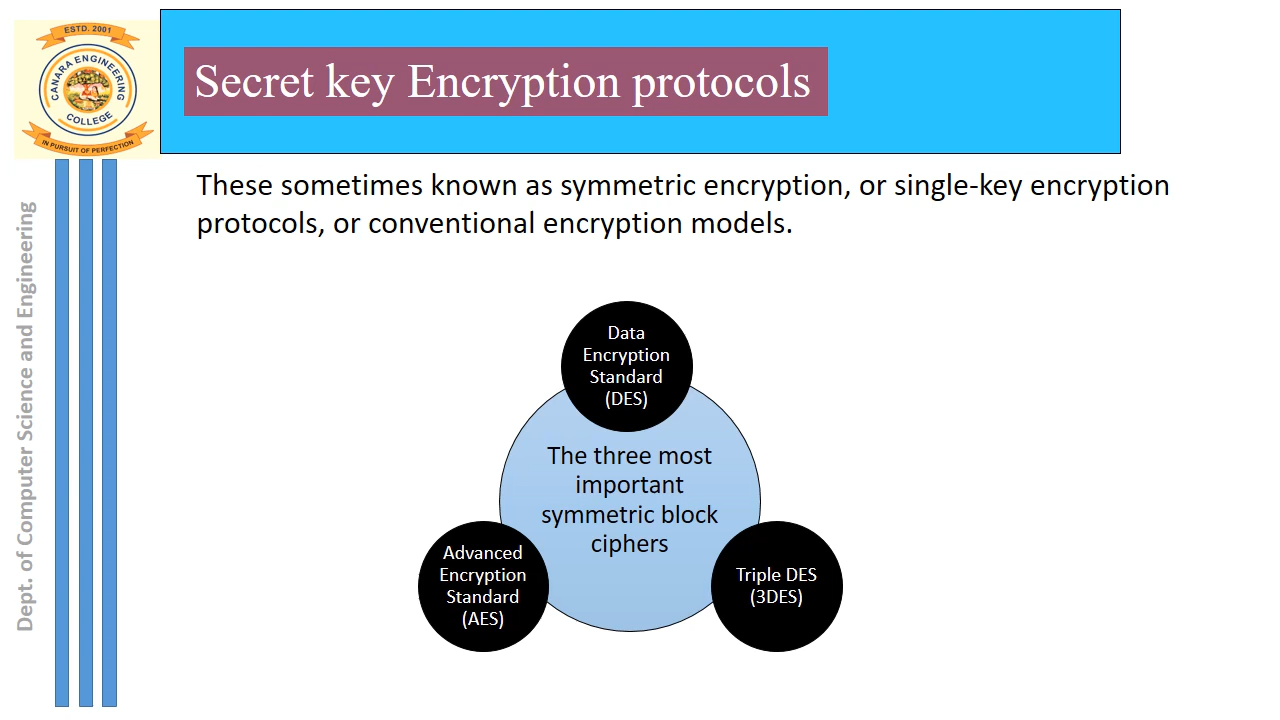 ESTD. 2001
CANARA ENGINEERING
COLLEGE
IN PURSUIT OF PERFECTION
Secret key Encryption protocols
These sometimes known as symmetric encryption, or single-key encryption
protocols, or conventional encryption models.
Dept. of Computer Science and Engineering
Data
Encryption
Standard
(DES)
The three most
important
symmetric block
ciphers
Advanced
Encryption
Standard
(AES)
Triple DES
(3DES)